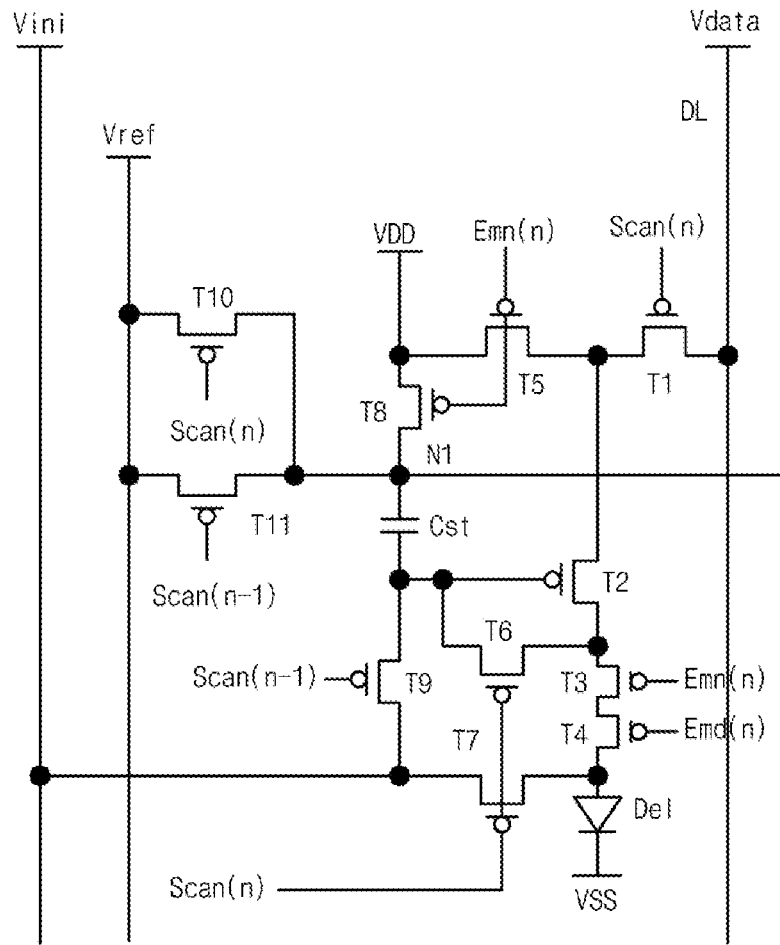 Vini
Vdata
DL
Vref
VDD
Emn(n)
Scan(n)
T10
T8
T5
T1
Scan(n)
N1
T11
Cst
Scan(n-1)
T2
T6
Scan(n-1)
T9
T3
Emn(n)
T7
T4
Emd(n)
Del
Scan(n)
VSS